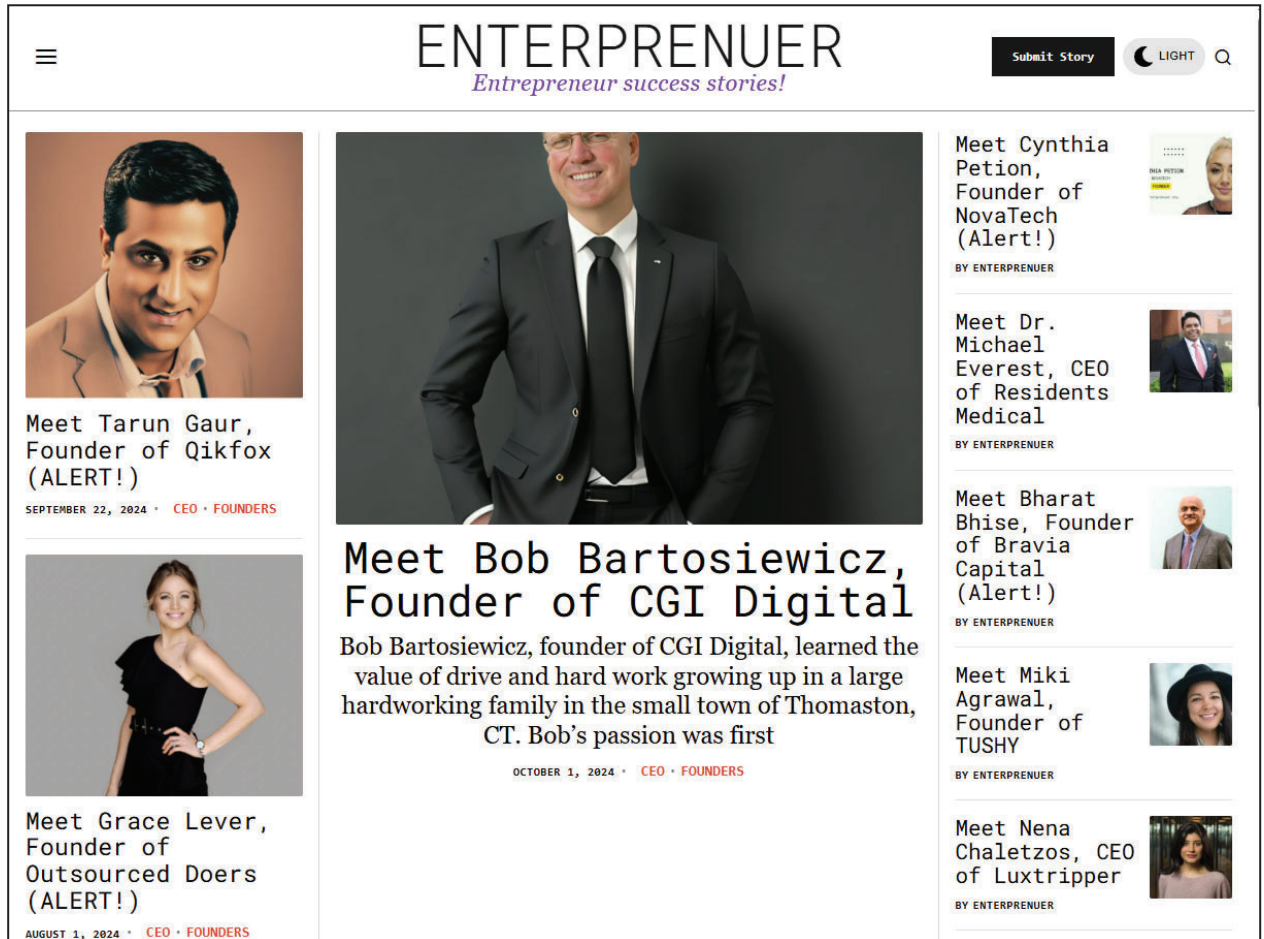 ENTERPRENUER
Entrepreneur success stories!
Submit Story
LIGHT
Meet Tarun Gaur,
Founder of Qikfox
(ALERT!)
SEPTEMBER 22, 2024 • CEO • FOUNDERS
Meet Grace Lever,
Founder of
Outsourced Doers
(ALERT!)
AUGUST 1, 2024 • CEO • FOUNDERS
Meet Bob Bartosiewicz,
Founder of CGI Digital
Bob Bartosiewicz, founder of CGI Digital, learned the
value of drive and hard work growing up in a large
hardworking family in the small town of Thomaston,
CT. Bob’s passion was first
OCTOBER 1, 2024 • CEO • FOUNDERS
Meet Cynthia
Petion,
Founder of
NovaTech
(Alert!)
BY ENTERPRENUER
THIA PETION
NOVATECH
FOUNDER
Meet Dr.
Michael
Everest, CEO
of Residents
Medical
BY ENTERPRENUER
Meet Bharat
Bhise, Founder
of Bravia
Capital
(Alert!)
BY ENTERPRENUER
Meet Miki
Agrawal,
Founder of
TUSHY
BY ENTERPRENUER
Meet Nena
Chaletzos, CEO
of Luxtripper
BY ENTERPRENUER